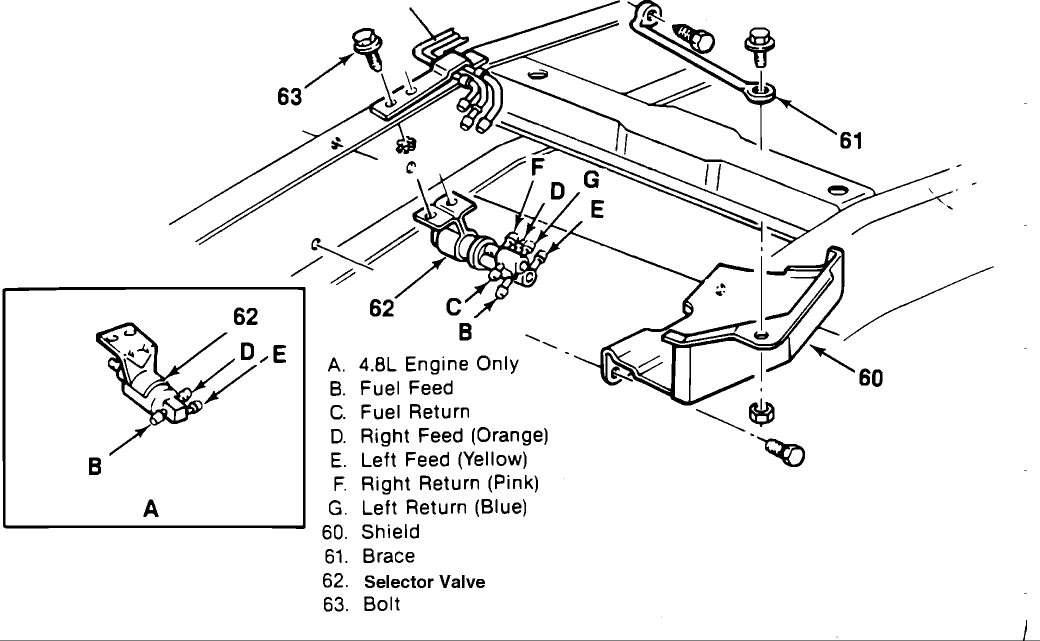 63
61
F
D
G
E
62
C
B
60
62
D
E
B
A
A. 4.8L Engine Only
B. Fuel Feed
C. Fuel Return
D. Right Feed (Orange)
E. Left Feed (Yellow)
F. Right Return (Pink)
G. Left Return (Blue)
60. Shield
61. Brace
62. Selector Valve
63. Bolt